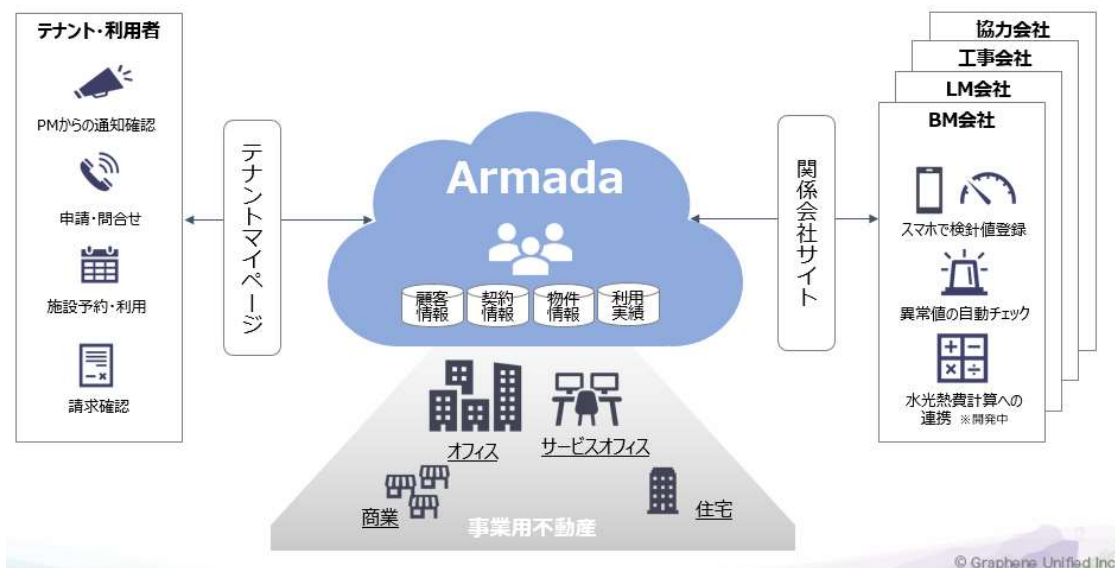 テナント・利用者
PMからの通知確認
申請・問合せ
施設予約・利用
請求確認
テナントマイページ
Armada
顧客
情報
契約
情報
物件
情報
利用
実績
オフィス
サービスオフィス
商業
住宅
事業用不動産
関係会社サイト
協力会社
工事会社
LM会社
BM会社
スマホで検針値登録
異常値の自動チェック
水光熱費計算への
連携 ※開発中
© Graphene Unified Inc